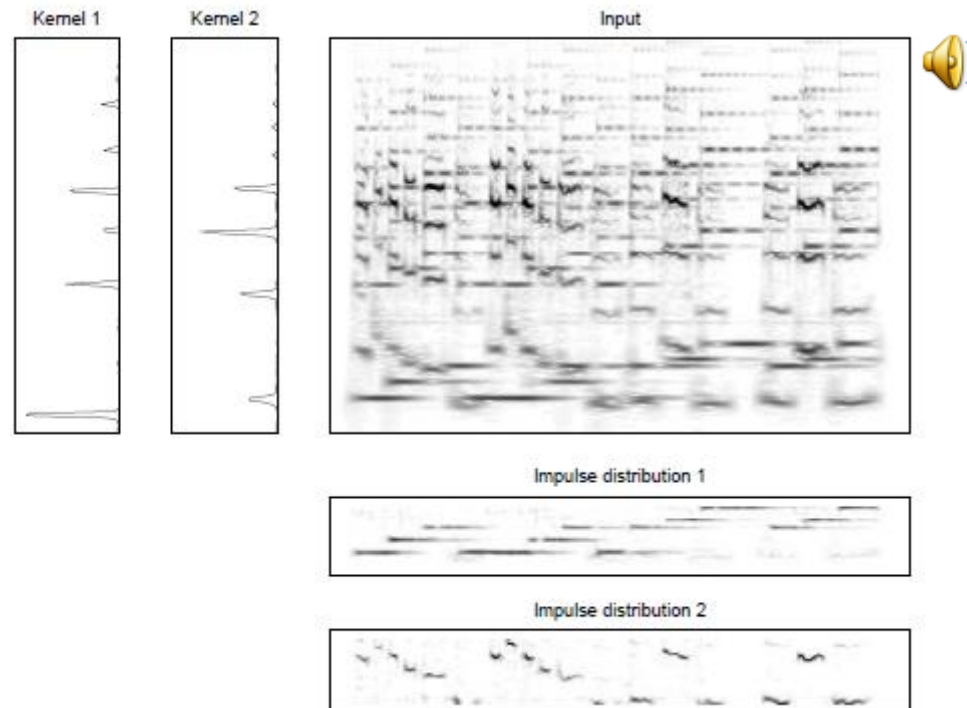 Kernel 1
Kernel 2
Input
Impulse distribution 1
Impulse distribution 2